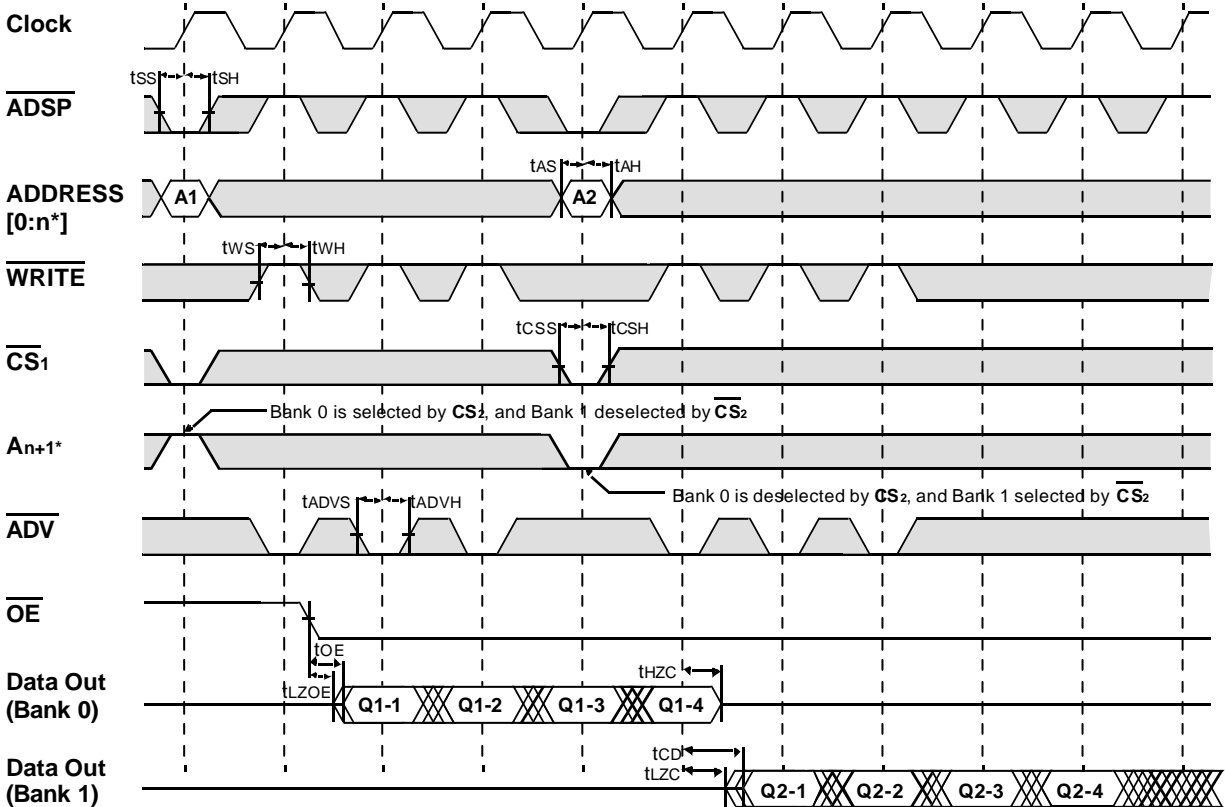 Clock
tSS tSH
ADSP
tAS tAH
ADDRESS
[0:n*]
A1 A2
tWS tWH
WRITE
tCSS tCSH
CS1
Bank 0 is selected by CS2, and Bank 1 deselected by CS2
An+1*
Bank 0 is deselected by CS2, and Bank 1 selected by CS2
tADVS tADVH
ADV
OE
tOE
tHZC
Data Out
(Bank 0)
tLZOE
Q1-1 Q1-2 Q1-3 Q1-4
tCD
tLZC
Data Out
(Bank 1)
Q2-1 Q2-2 Q2-3 Q2-4